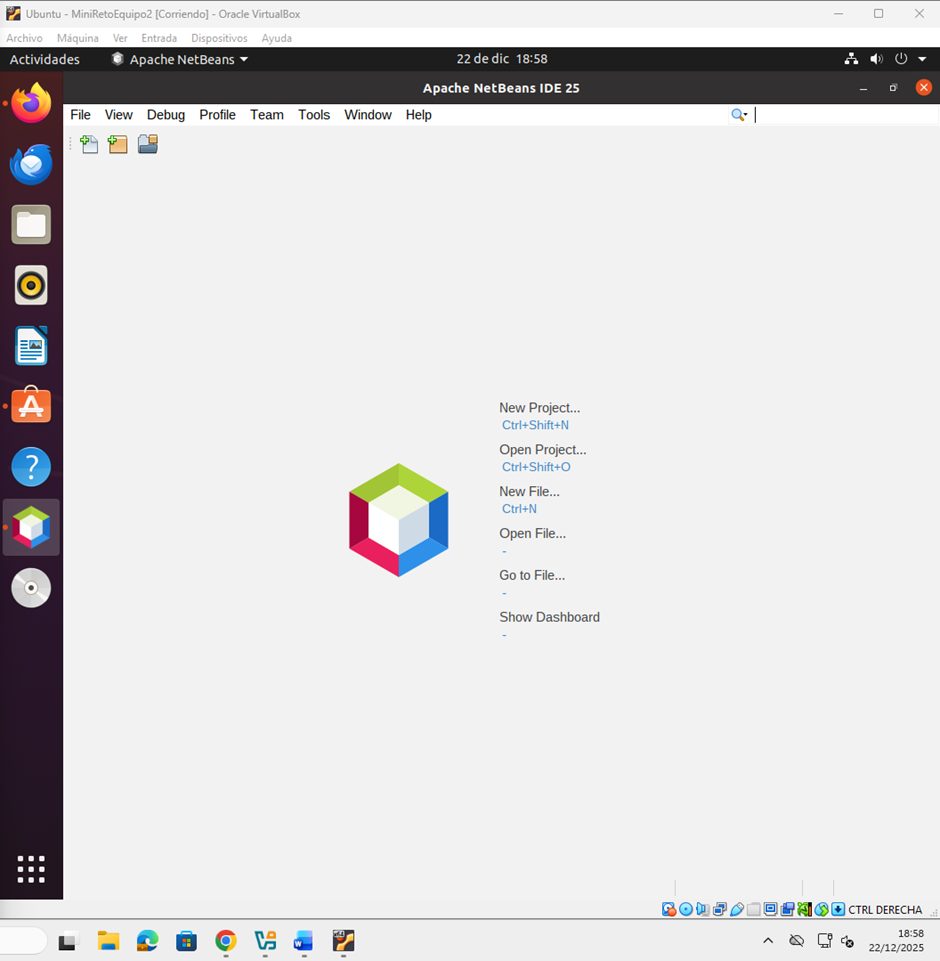 Ubuntu - MiniRetoEquipo2 [Corriendo] - Oracle VirtualBox
Archivo Máquina Ver Entrada Dispositivos Ayuda
Actividades Apache NetBeans 22 de dic 18:58
Apache NetBeans IDE 25
File View Debug Profile Team Tools Window Help
New Project...
Ctrl+Shift+N
Open Project...
Ctrl+Shift+O
New File...
Ctrl+N
Open File...
-
Go to File...
-
Show Dashboard
-
CTRL DERECHA
18:58
22/12/2025